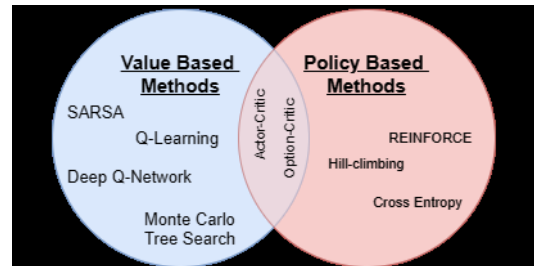 Value Based
Methods
SARSA
Q-Learning
Deep Q-Network
Monte Carlo
Tree Search
Actor-Critic
Option-Critic
Policy Based
Methods
REINFORCE
Hill-climbing
Cross Entropy